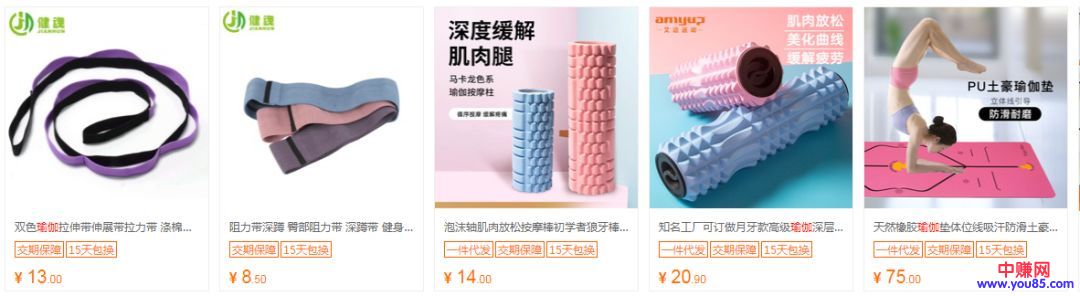 健魂
JIANHUN
双色瑜伽拉伸带伸展带拉力带 涤棉...
交期保障 15天包换
¥ 13.00
健魂
JIANHUN
阻力带深蹲 臀部阻力带 深蹲带 健身...
交期保障 15天包换
¥ 8.50
深度缓解
肌肉腿
马卡龙色系
瑜伽按摩柱
循序按摩 缓解疼痛
泡沫轴肌肉放松按摩棒初学者狼牙棒...
一件代发 交期保障 15天包换
¥ 14.00
amyup
艾迈运动
肌肉放松
美化曲线
缓解疲劳
知名工厂可订做月牙款高级瑜伽深层...
一件代发 交期保障 15天包换
¥ 20.90
PU土豪瑜伽垫
立体线引导
防滑耐磨
天然橡胶瑜伽垫体位线吸汗防滑土豪...
一件代发 交期保障 15天包换
¥ 75.00
中赚网
www.you85.com